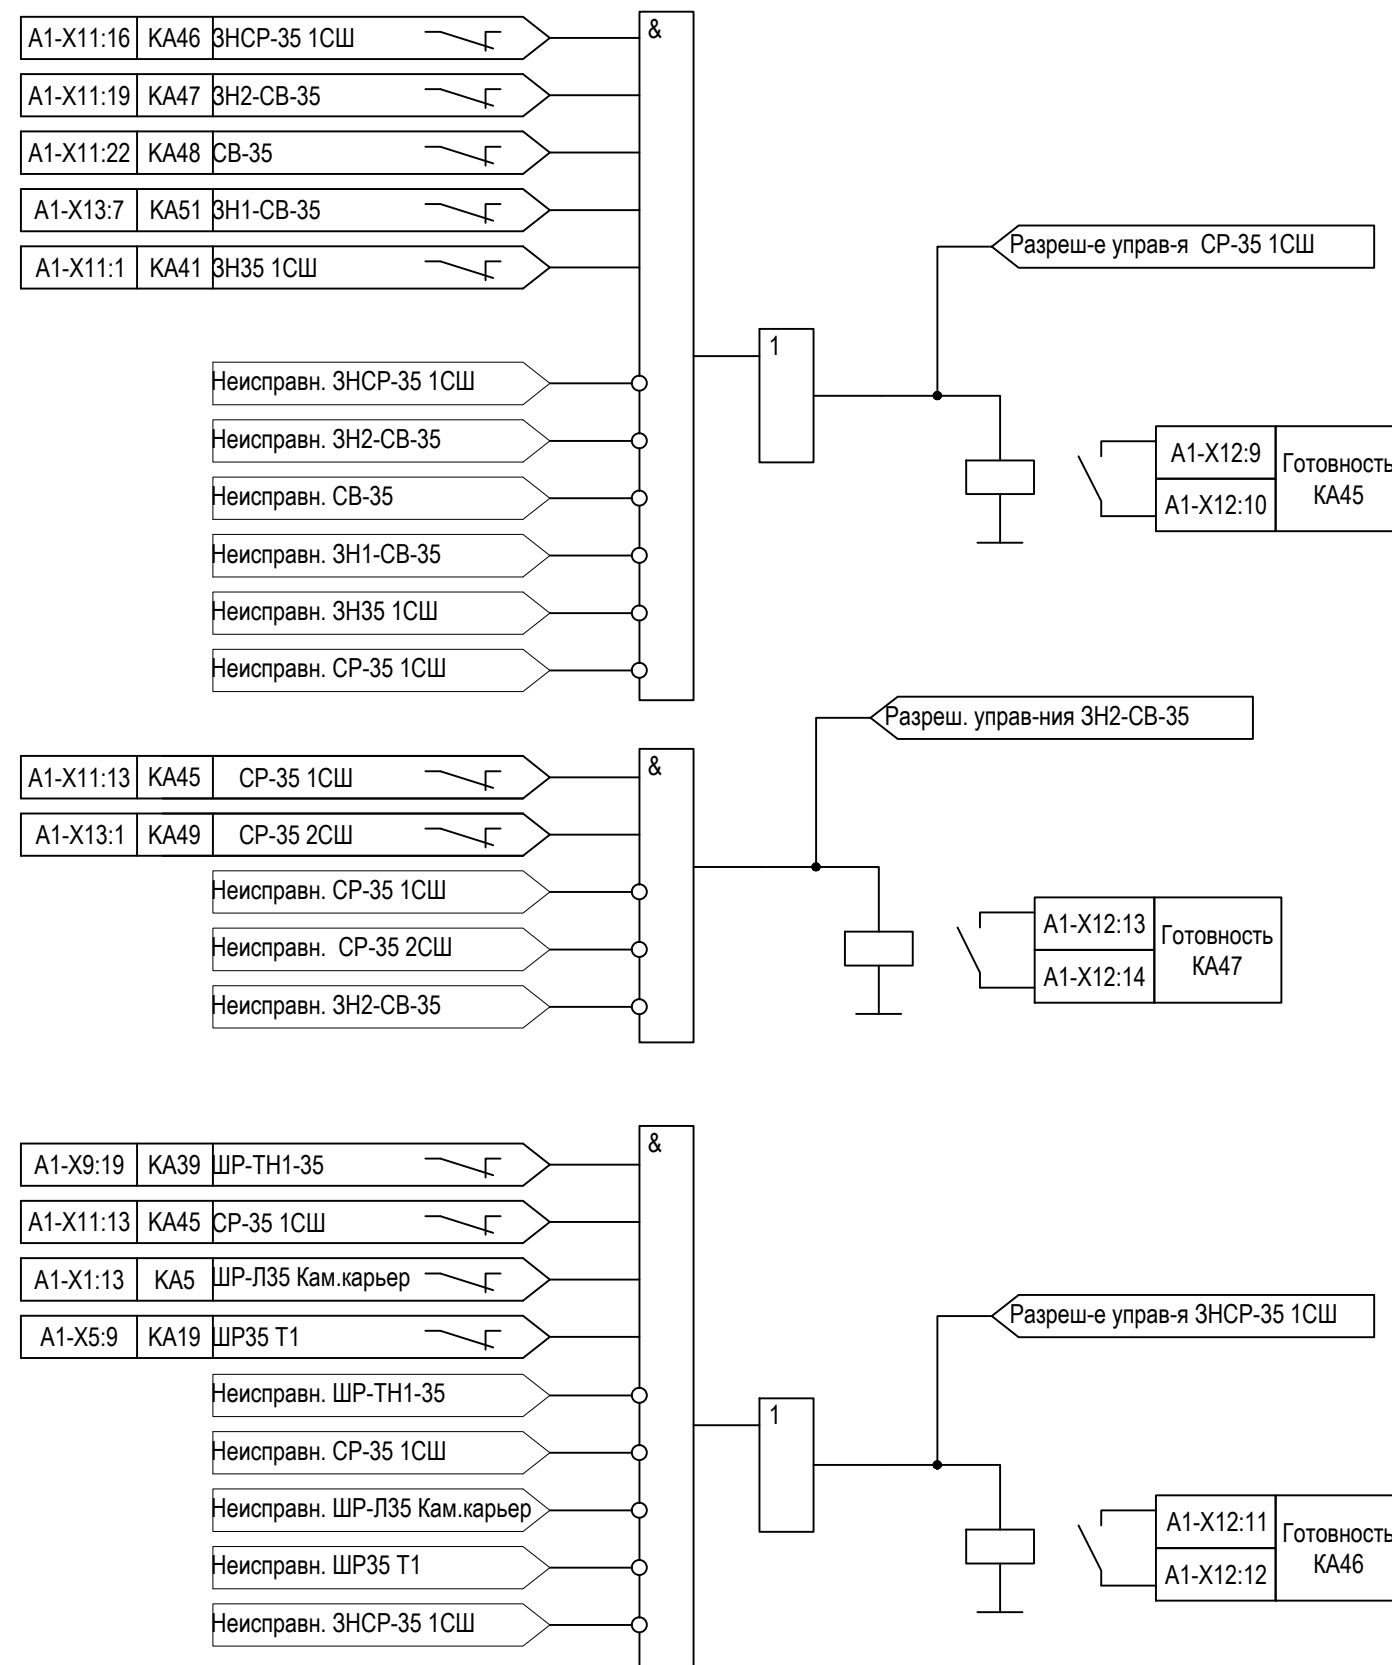 A1-X11:16 KA46 ЗНСР-35 1СШ &
A1-X11:19 KA47 ЗН2-СВ-35
A1-X11:22 KA48 СВ-35
A1-X13:7 KA51 ЗН1-СВ-35
A1-X11:1 KA41 ЗН35 1СШ
Разреш-е управ-я СР-35 1СШ
1
Неисправн. ЗНСР-35 1СШ
Неисправн. ЗН2-СВ-35
Неисправн. СВ-35
Неисправн. ЗН1-СВ-35
Неисправн. ЗН35 1СШ
Неисправн. СР-35 1СШ
A1-X12:9
A1-X12:10
Готовность
КА45
Разреш. управ-ния ЗН2-СВ-35
A1-X11:13 KA45 СР-35 1СШ &
A1-X13:1 KA49 СР-35 2СШ
Неисправн. СР-35 1СШ
Неисправн. СР-35 2СШ
Неисправн. ЗН2-СВ-35
A1-X12:13
A1-X12:14
Готовность
КА47
A1-X9:19 KA39 ШР-ТН1-35 &
A1-X11:13 KA45 СР-35 1СШ
A1-X1:13 KA5 ШР-Л35 Кам.карьер
A1-X5:9 KA19 ШР35 Т1
Разреш-е управ-я ЗНСР-35 1СШ
Неисправн. ШР-ТН1-35
1
Неисправн. СР-35 1СШ
Неисправн. ШР-Л35 Кам.карьер
Неисправн. ШР35 Т1
Неисправн. ЗНСР-35 1СШ
A1-X12:11
A1-X12:12
Готовность
КА46